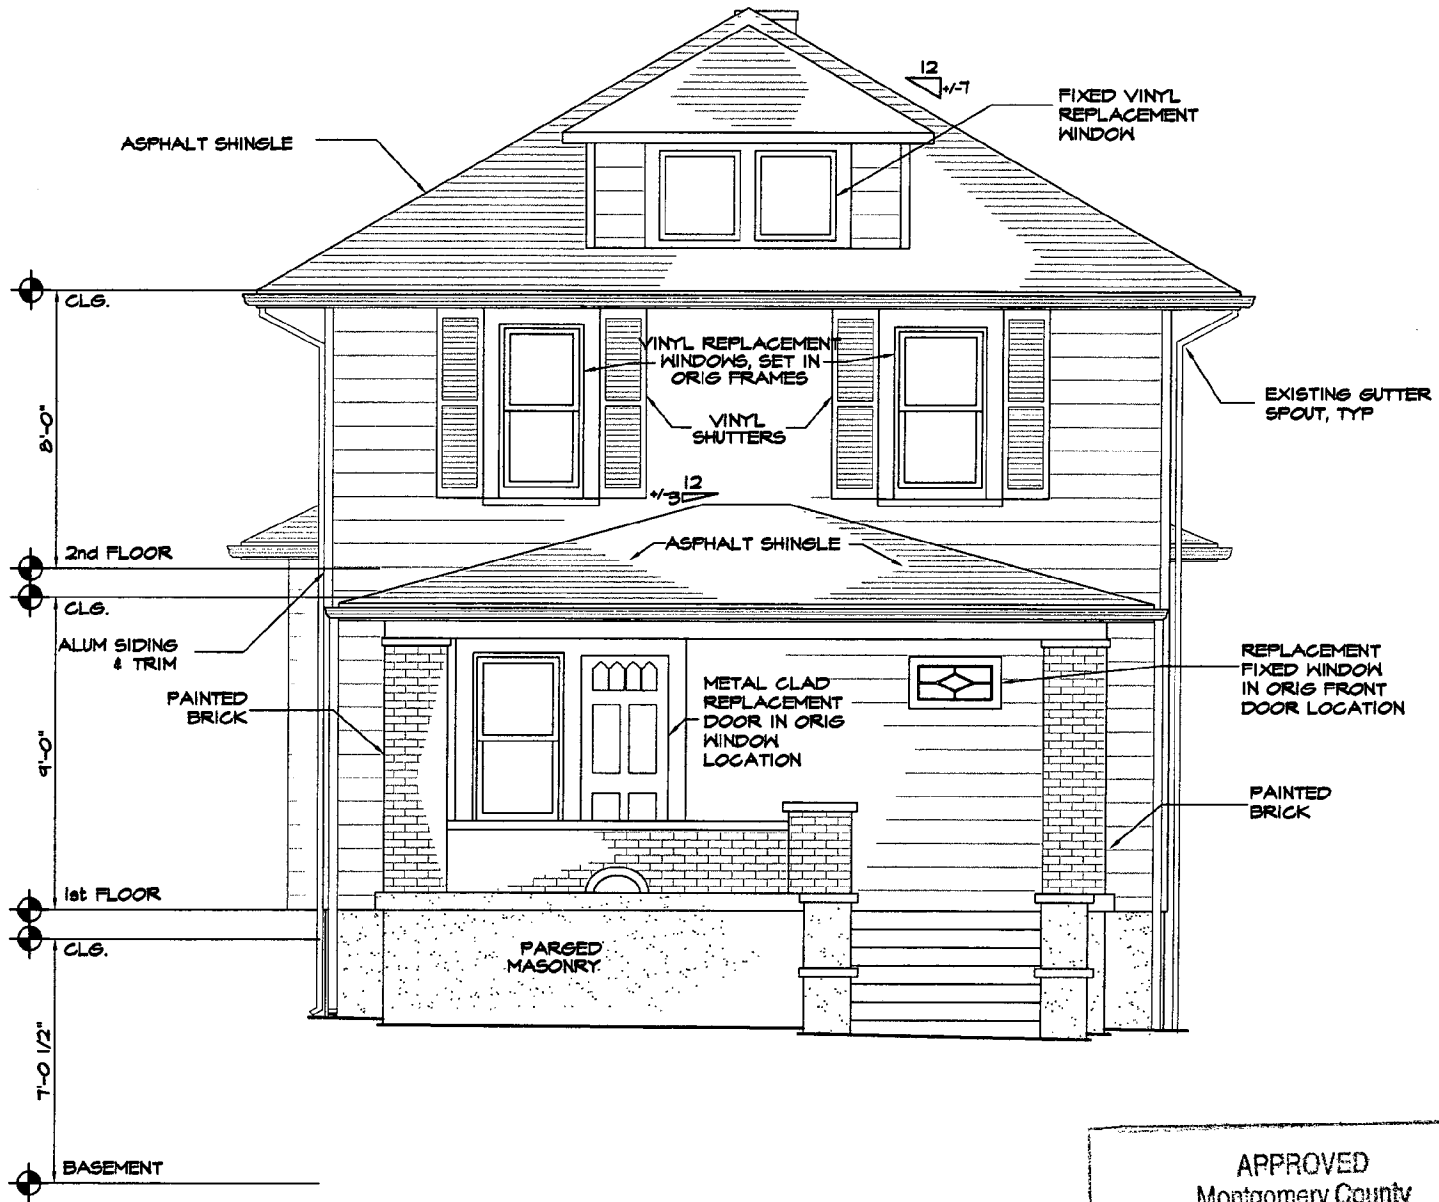 12
+/-7
FIXED VINYL
REPLACEMENT
WINDOW
ASPHALT SHINGLE
CLG.
VINYL REPLACEMENT
WINDOWS, SET IN
ORIG FRAMES
EXISTING GUTTER
SPOUT, TYP
8'-0"
VINYL
SHUTTERS
12
+/-3
2nd FLOOR
ASPHALT SHINGLE
CLG.
ALUM SIDING
& TRIM
REPLACEMENT
FIXED WINDOW
IN ORIG FRONT
DOOR LOCATION
PAINTED
BRICK
METAL CLAD
REPLACEMENT
DOOR IN ORIG
WINDOW
LOCATION
9'-0"
PAINTED
BRICK
1st FLOOR
CLG.
PARGED
MASONRY
7'-0 1/2"
BASEMENT
APPROVED
Montgomery County